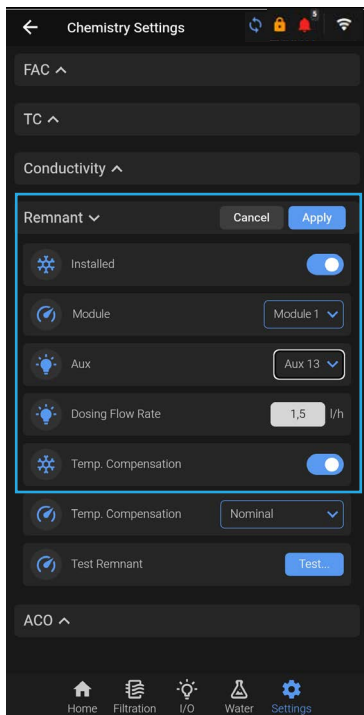 Chemistry Settings
5
FAC
TC
Conductivity
Remnant Cancel Apply
Installed
Module Module 1
Aux Aux 13
Dosing Flow Rate 1,5 l/h
Temp. Compensation
Temp. Compensation Nominal
Test Remnant Test...
ACO
Home Filtration I/O Water Settings